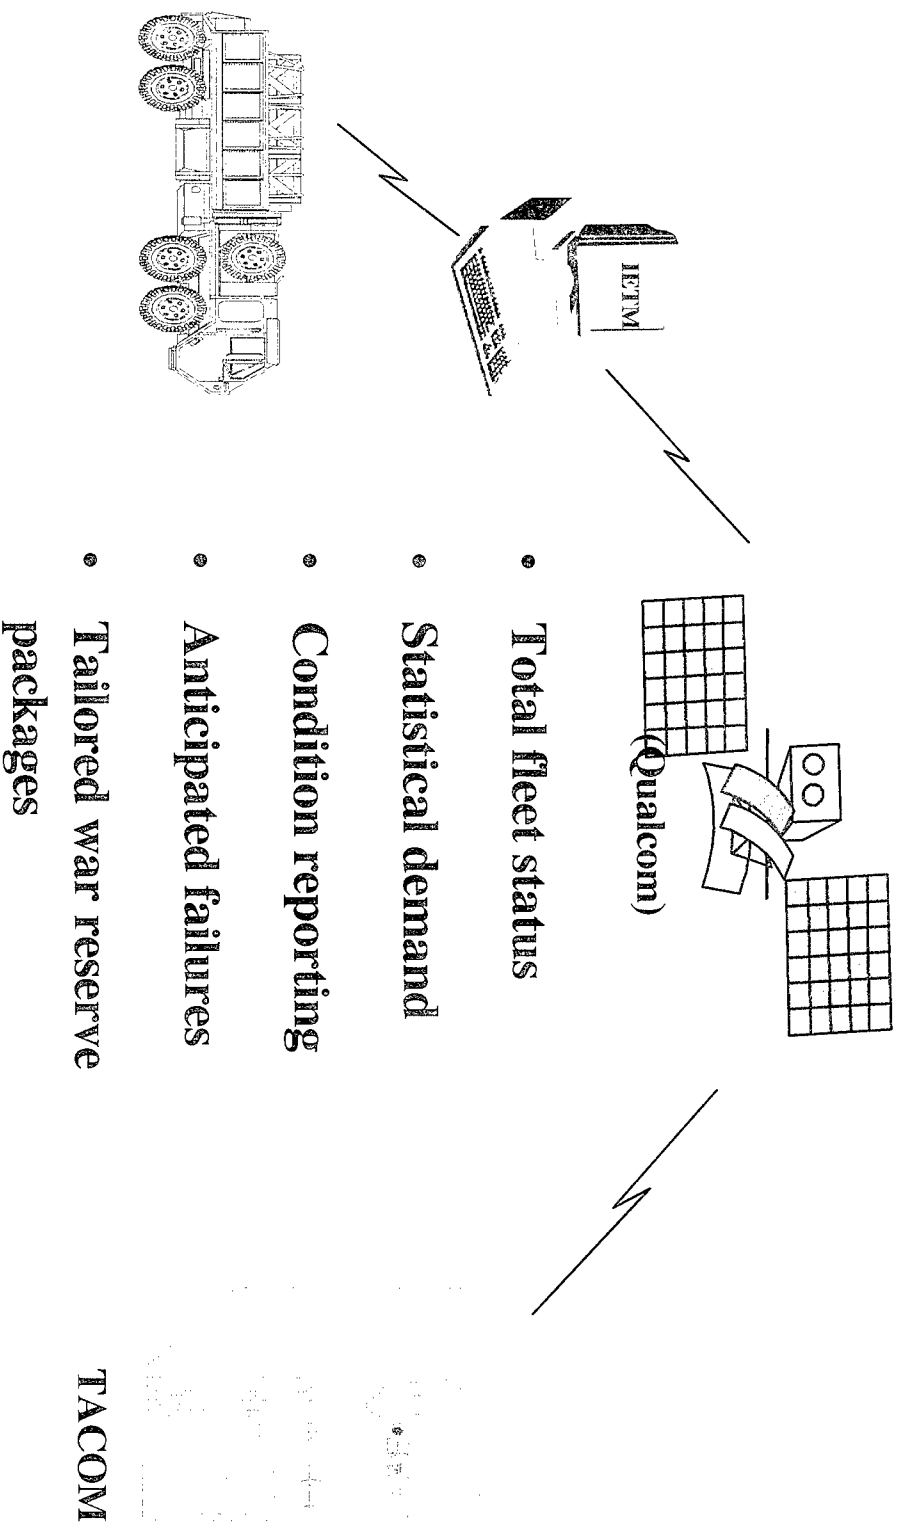 IETM
(Qualcom)
• Total fleet status
• Statistical demand
• Condition reporting
• Anticipated failures
• Tailored war reserve
packages
TACOM